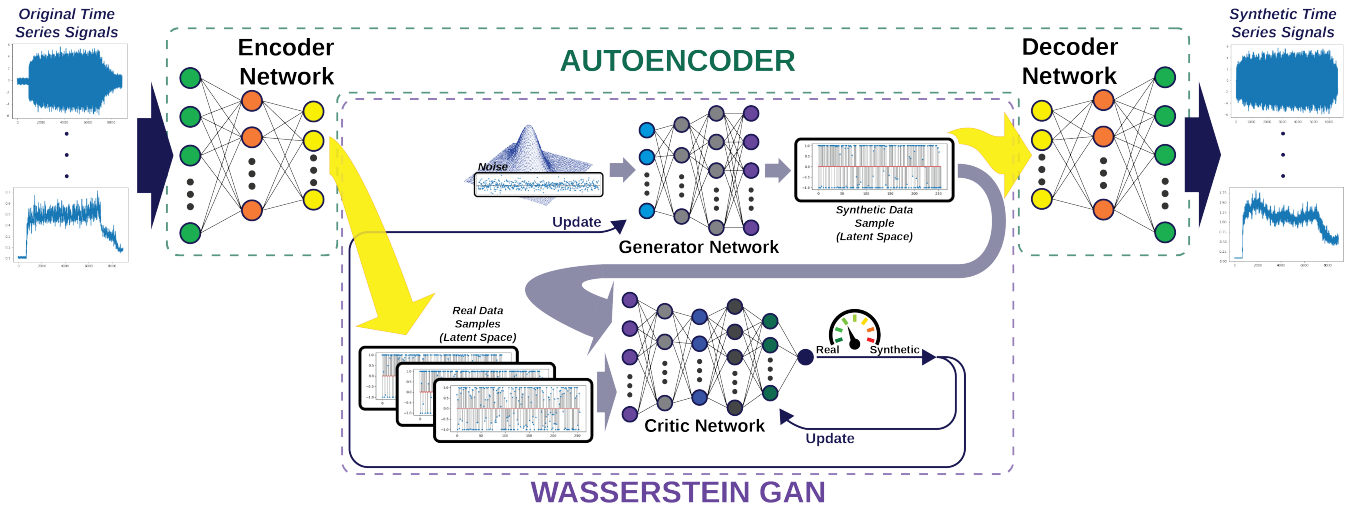 Original Time
Series Signals
Encoder
Network
AUTOENCODER
Decoder
Network
Synthetic Time
Series Signals
Noise
Update
Generator Network
Synthetic Data
Sample
(Latent Space)
Real Data
Samples
(Latent Space)
Real
Synthetic
Critic Network
Update
WASSERSTEIN GAN